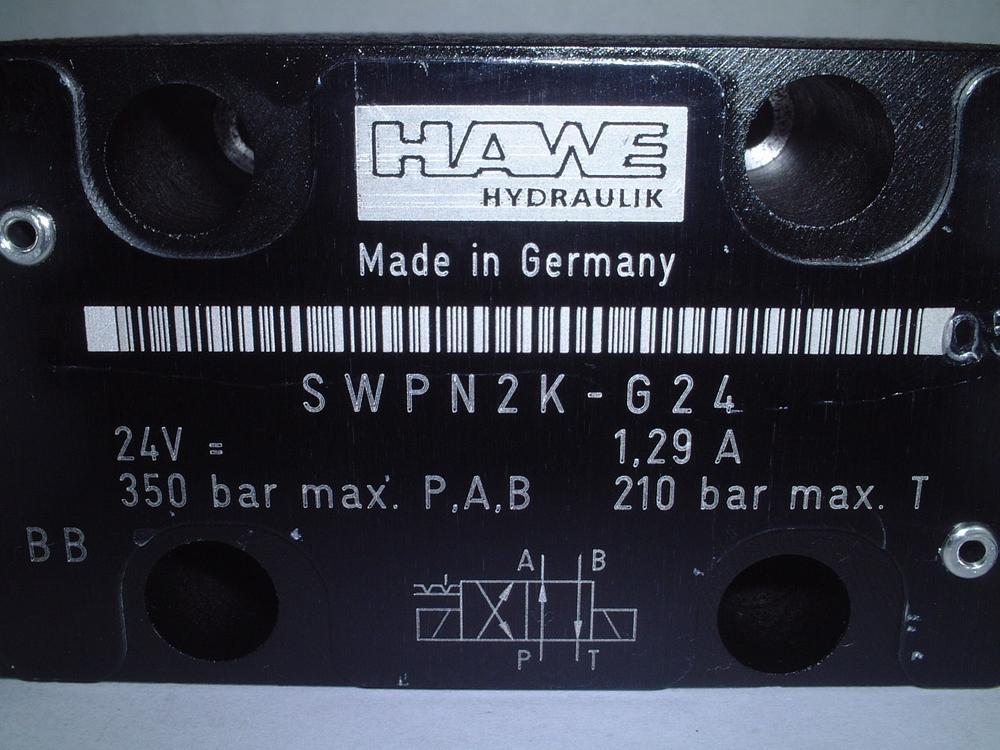 HAWE
HYDRAULIK
Made in Germany
SWPN2K-G24
24V = 1,29 A
350 bar max. P,A,B 210 bar max. T
BB
A B
P T